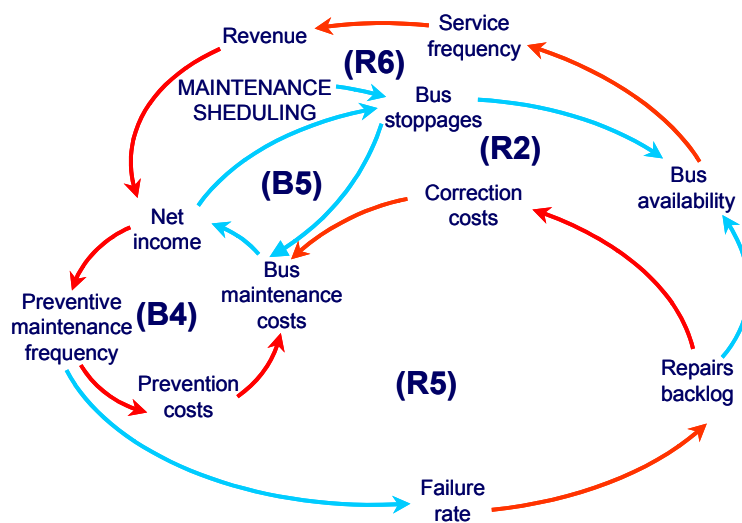 Service
frequency
Revenue
(R6)
MAINTENANCE
SHEDULING
Bus
stoppages
(R2)
(B5)
Correction
costs
Bus
availability
Net
income
Bus
maintenance
costs
Preventive
maintenance
frequency
(B4)
Prevention
costs
(R5)
Repairs
backlog
Failure
rate